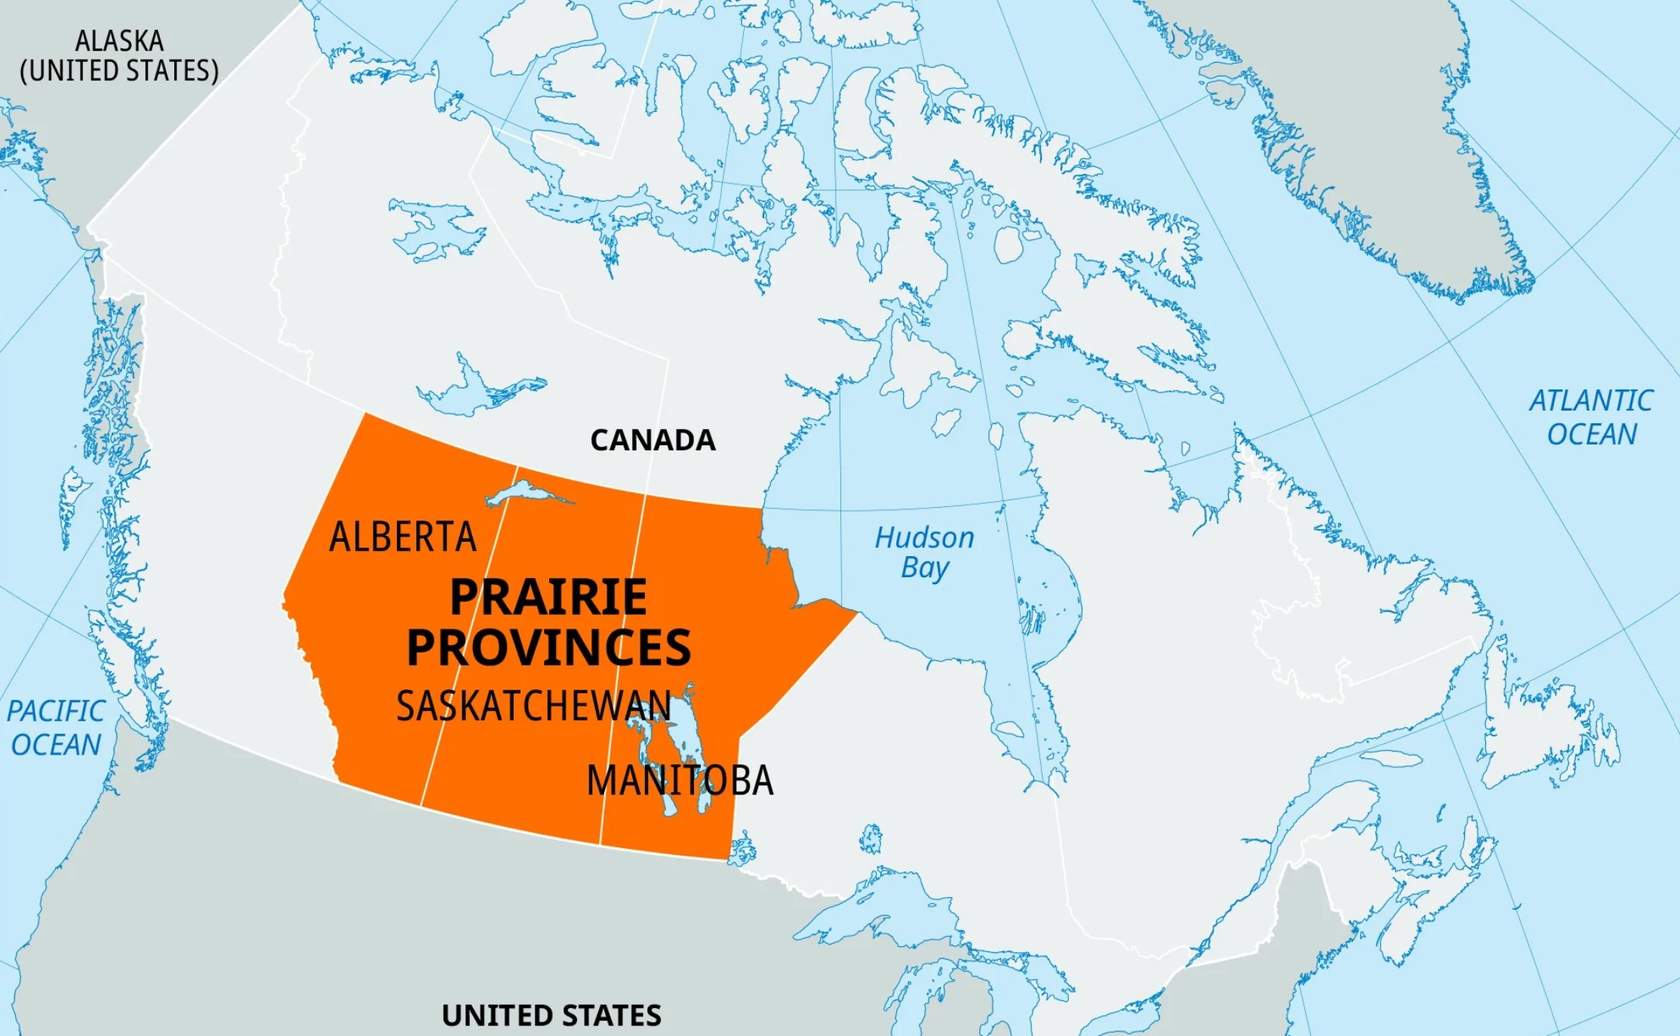 ALASKA
(UNITED STATES)
ATLANTIC
OCEAN
CANADA
ALBERTA
Hudson
Bay
PRAIRIE
PROVINCES
SASKATCHEWAN
PACIFIC
OCEAN
MANITOBA
UNITED STATES